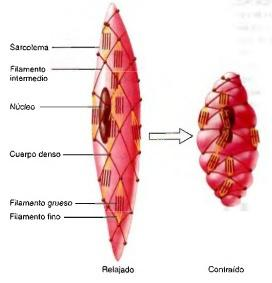 Sarcolema
Filamento
intermedio
Núcleo
Cuerpo denso
Filamento grueso
Filamento fino
Relajado
Contraído